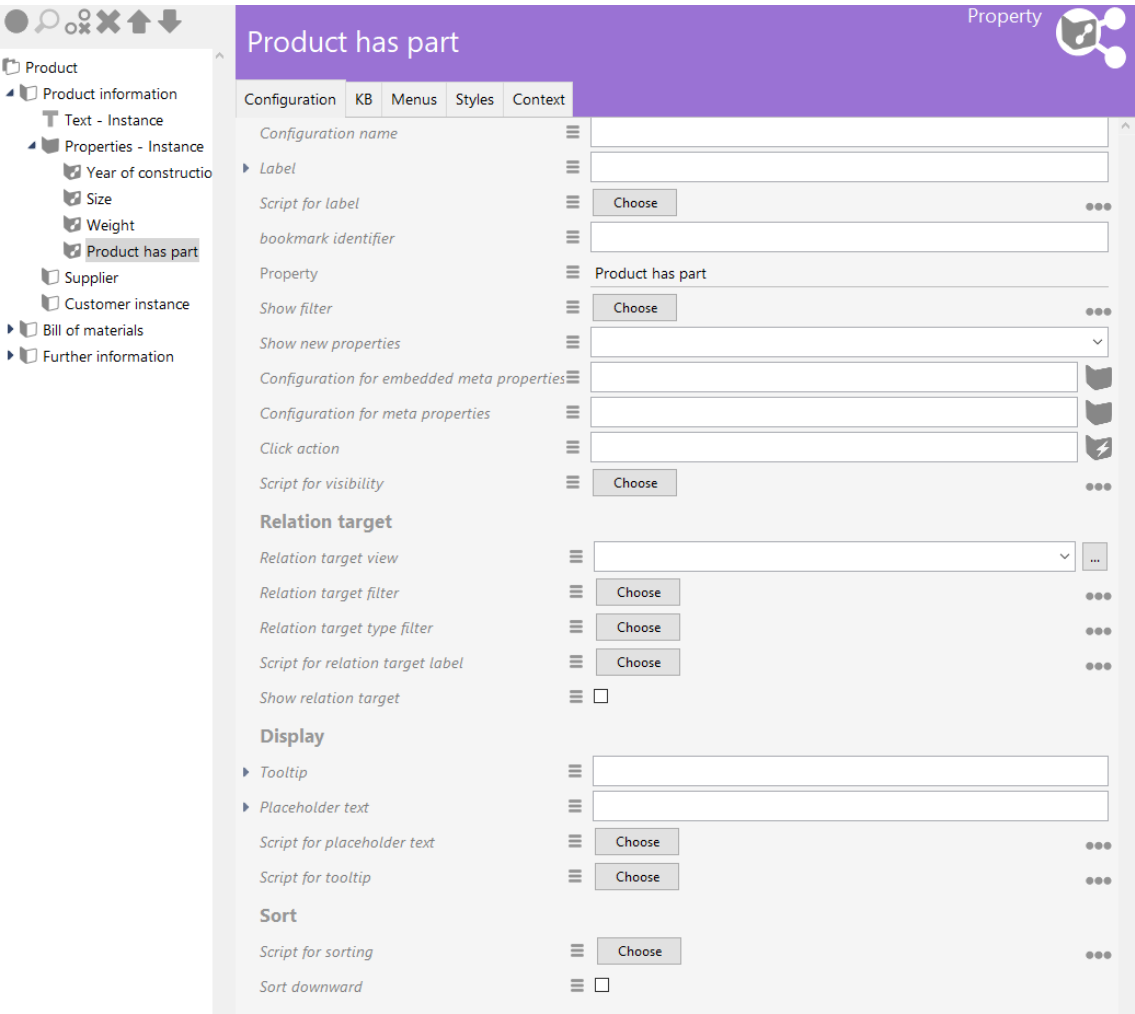 Product
Product information
Text - Instance
Properties - Instance
Year of constructio
Size
Weight
Product has part
Supplier
Customer instance
Bill of materials
Further information
Product has part
Property
Configuration KB Menus Styles Context
Configuration name
Label
Script for label Choose
bookmark identifier
Property Product has part
Show filter Choose
Show new properties
Configuration for embedded meta properties
Configuration for meta properties
Click action
Script for visibility Choose
Relation target
Relation target view ...
Relation target filter Choose
Relation target type filter Choose
Script for relation target label Choose
Show relation target
Display
Tooltip
Placeholder text
Script for placeholder text Choose
Script for tooltip Choose
Sort
Script for sorting Choose
Sort downward